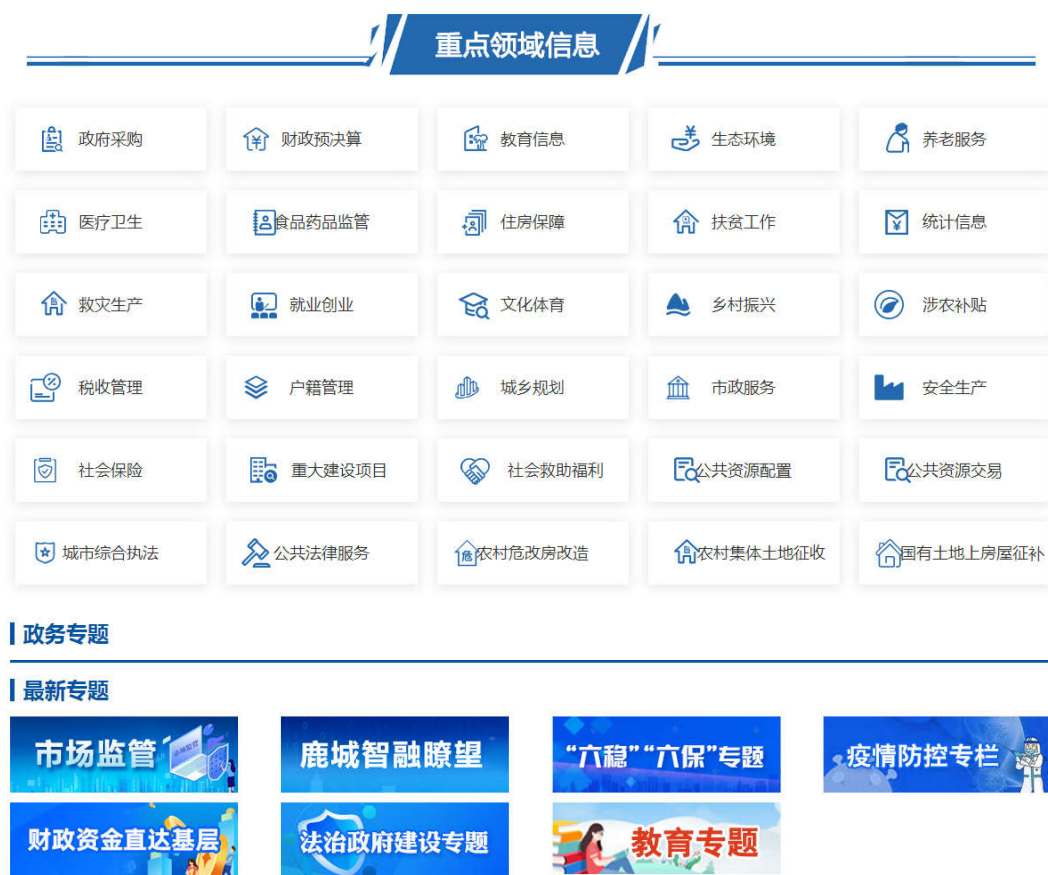 重点领域信息
政府采购 财政预决算 教育信息 生态环境 养老服务
医疗卫生 食品药品监管 住房保障 扶贫工作 统计信息
救灾生产 就业创业 文化体育 乡村振兴 涉农补贴
税收管理 户籍管理 城乡规划 市政服务 安全生产
社会保险 重大建设项目 社会救助福利 公共资源配置 公共资源交易
城市综合执法 公共法律服务 危 农村危改房改造 农村集体土地征收 国有土地上房屋征补
政务专题
最新专题
市场监管 鹿城智融瞭望 “六稳”“六保”专题 疫情防控专栏
财政资金直达基层 法治政府建设专题 教育专题